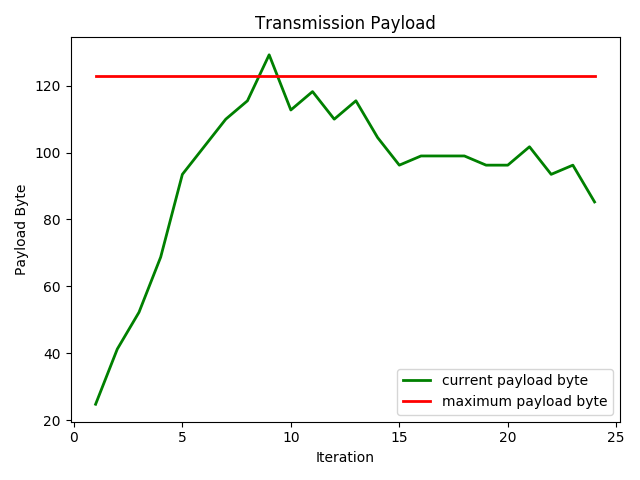 Transmission Payload
Payload Byte
120
100
80
60
40
20
0
5
10
15
20
25
Iteration
current payload byte
maximum payload byte